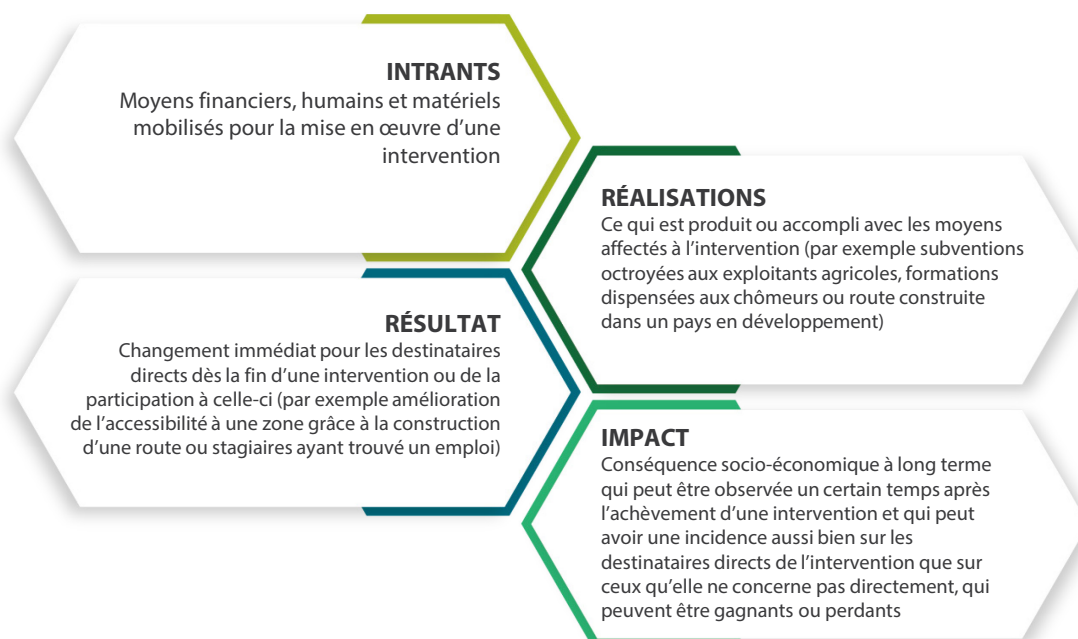 INTRANTS
Moyens financiers, humains et matériels
mobilisés pour la mise en œuvre d’une
intervention
RÉALISATIONS
Ce qui est produit ou accompli avec les moyens
affectés à l’intervention (par exemple subventions
octroyées aux exploitants agricoles, formations
dispensées aux chômeurs ou route construite
dans un pays en développement)
RÉSULTAT
Changement immédiat pour les destinataires
directs dès la fin d’une intervention ou de la
participation à celle-ci (par exemple amélioration
de l’accessibilité à une zone grâce à la construction
d’une route ou stagiaires ayant trouvé un emploi)
IMPACT
Conséquence socio-économique à long terme
qui peut être observée un certain temps après
l’achèvement d’une intervention et qui peut
avoir une incidence aussi bien sur les
destinataires directs de l’intervention que sur
ceux qu’elle ne concerne pas directement, qui
peuvent être gagnants ou perdants